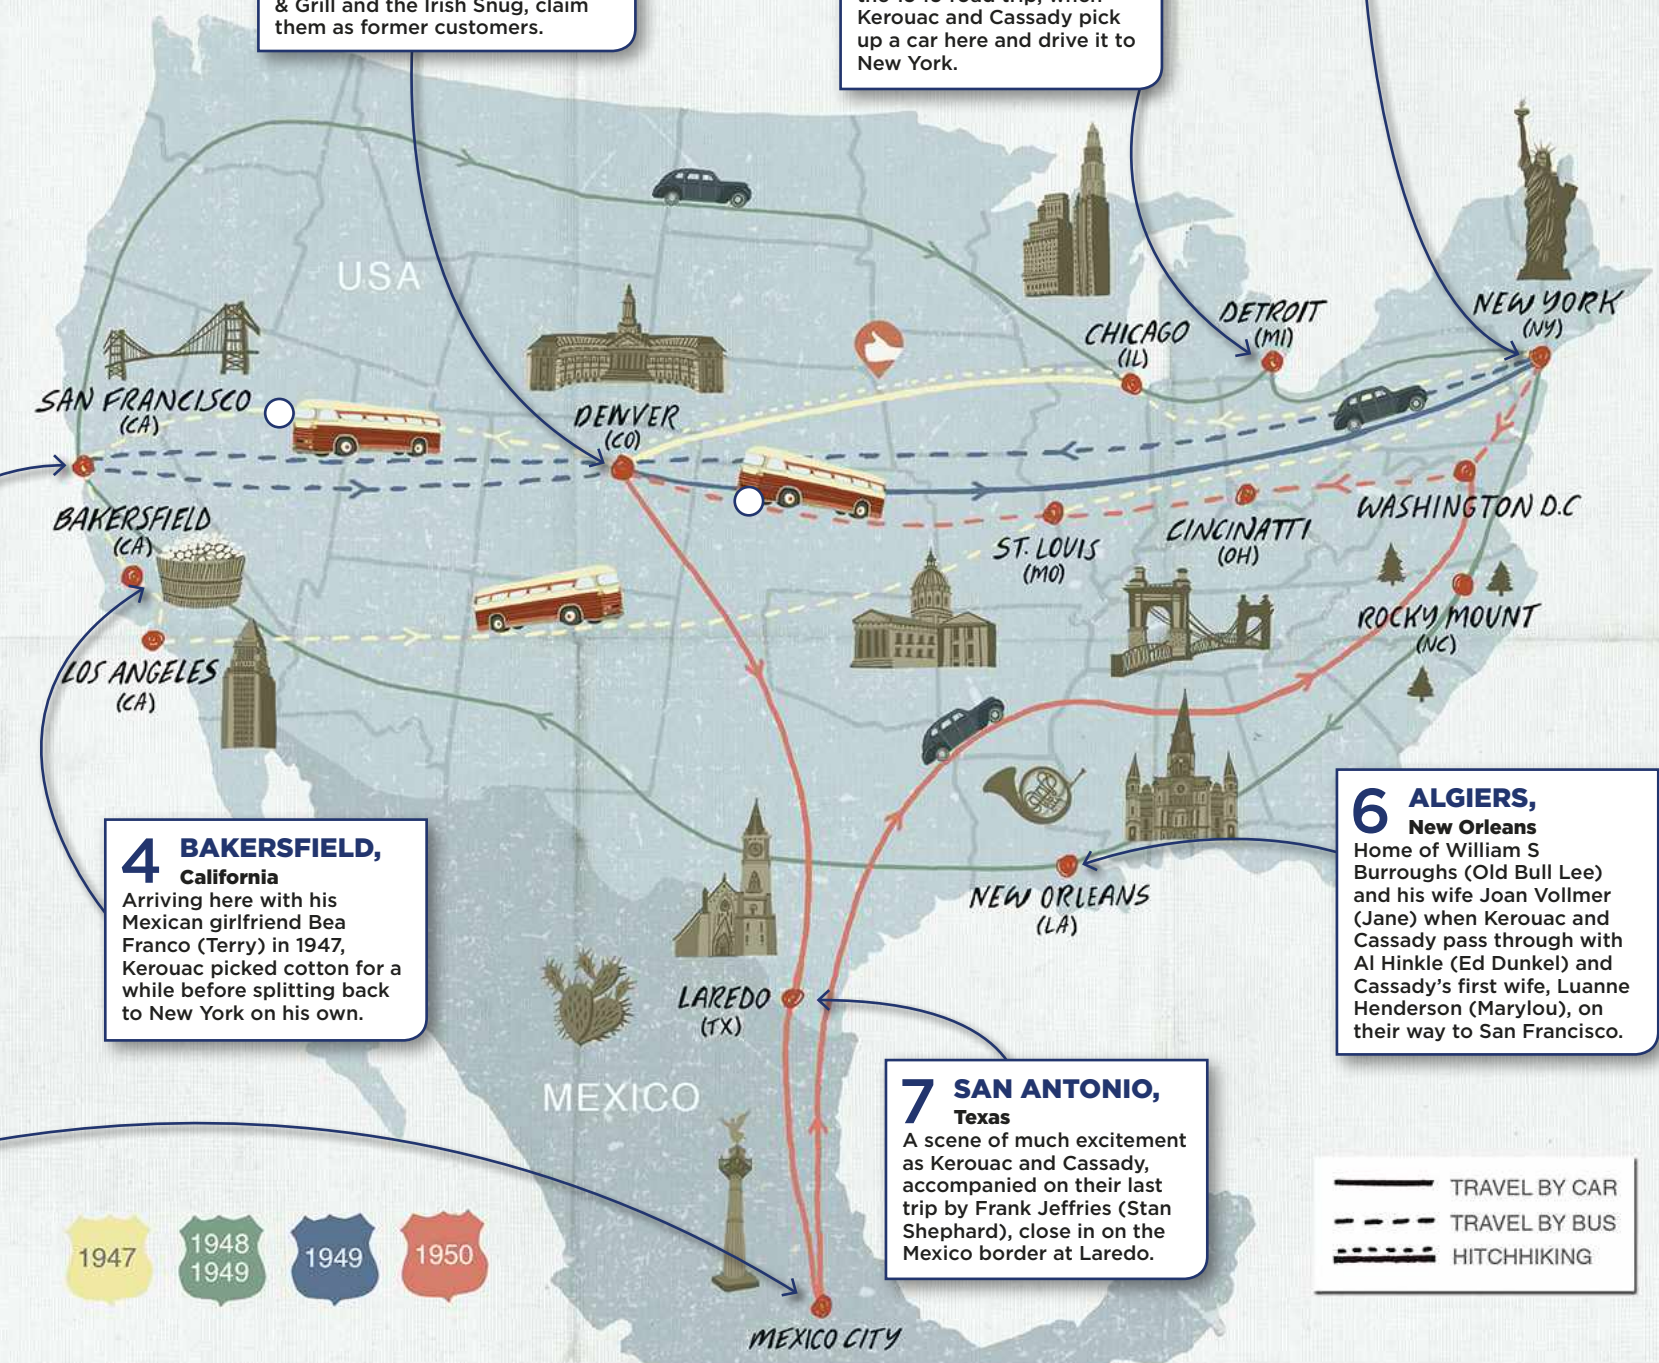 & Grill and the Irish Snug, claim
them as former customers.
Kerouac and Cassady pick
up a car here and drive it to
New York.
USA
NEW YORK
(NY)
DETROIT
(MI)
CHICAGO
(IL)
SAN FRANCISCO
(CA)
DENVER
(CO)
BAKERSFIELD
(CA)
WASHINGTON D.C
CINCINATTI
(OH)
ST. LOUIS
(MO)
ROCKY MOUNT
(NC)
LOS ANGELES
(CA)
4 BAKERSFIELD,
California
Arriving here with his
Mexican girlfriend Bea
Franco (Terry) in 1947,
Kerouac picked cotton for a
while before splitting back
to New York on his own.
6 ALGIERS,
New Orleans
Home of William S
Burroughs (Old Bull Lee)
and his wife Joan Vollmer
(Jane) when Kerouac and
Cassady pass through with
Al Hinkle (Ed Dunkel) and
Cassady's first wife, Luanne
Henderson (Marylou), on
their way to San Francisco.
NEW ORLEANS
(LA)
LAREDO
(TX)
MEXICO
7 SAN ANTONIO,
Texas
A scene of much excitement
as Kerouac and Cassady,
accompanied on their last
trip by Frank Jeffries (Stan
Shephard), close in on the
Mexico border at Laredo.
1947
1948
1949
1949
1950
TRAVEL BY CAR
TRAVEL BY BUS
HITCHHIKING
MEXICO CITY